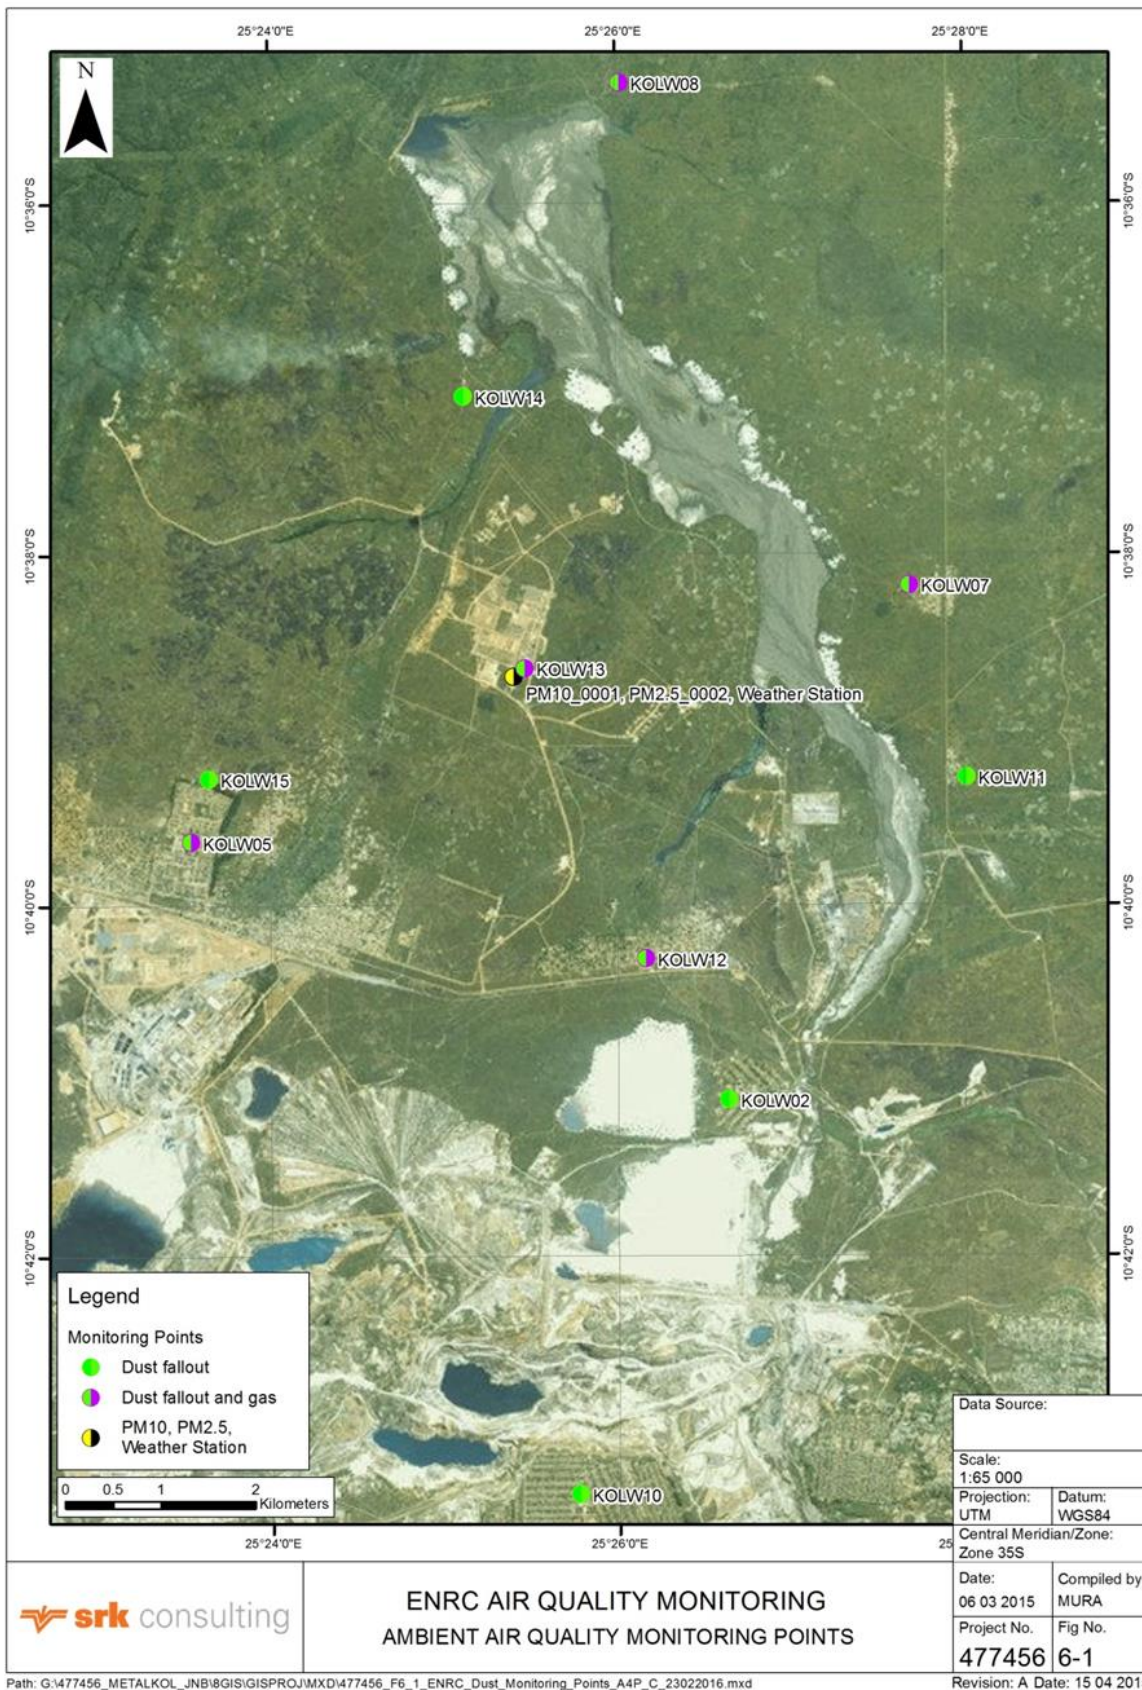 25°24'0"E 25°26'0"E 25°28'0"E
N
KOLW08
10°36'0"S 10°36'0"S
KOLW14
10°38'0"S 10°38'0"S
KOLW07
KOLW13
PM10_0001, PM2.5_0002, Weather Station
KOLW15
KOLW11
KOLW05
10°40'0"S 10°40'0"S
KOLW12
KOLW02
10°42'0"S 10°42'0"S
Legend
Monitoring Points
Dust fallout
Dust fallout and gas
PM10, PM2.5,
Weather Station
0 0.5 1 2
Kilometers
KOLW10
25°24'0"E 25°26'0"E 25
Data Source:
Scale:
1:65 000
Projection: Datum:
UTM WGS84
Central Meridian/Zone:
Zone 35S
Date: Compiled by
06 03 2015 MURA
Project No. Fig No.
477456 6-1
srk consulting
ENRC AIR QUALITY MONITORING
AMBIENT AIR QUALITY MONITORING POINTS
Path: G:\477456_METALKOL_JNB\8GIS\GISPROJ\MXD\477456_F6_1_ENRC_Dust_Monitoring_Points_A4P_C_23022016.mxd
Revision: A Date: 15 04 201